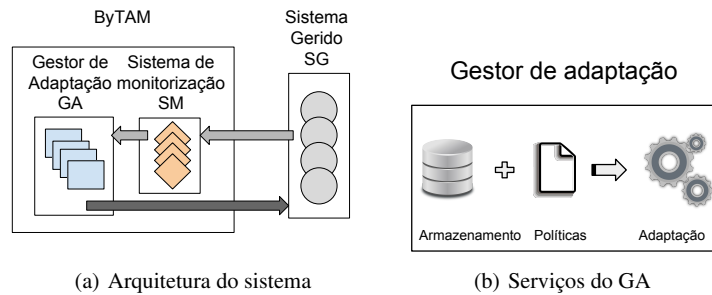 ByTAM
Gestor de
Adaptação
GA
Sistema de
monitorização
SM
Sistema
Gerido
SG
(a) Arquitetura do sistema
Gestor de adaptação
Armazenamento
Políticas
Adaptação
(b) Serviços do GA